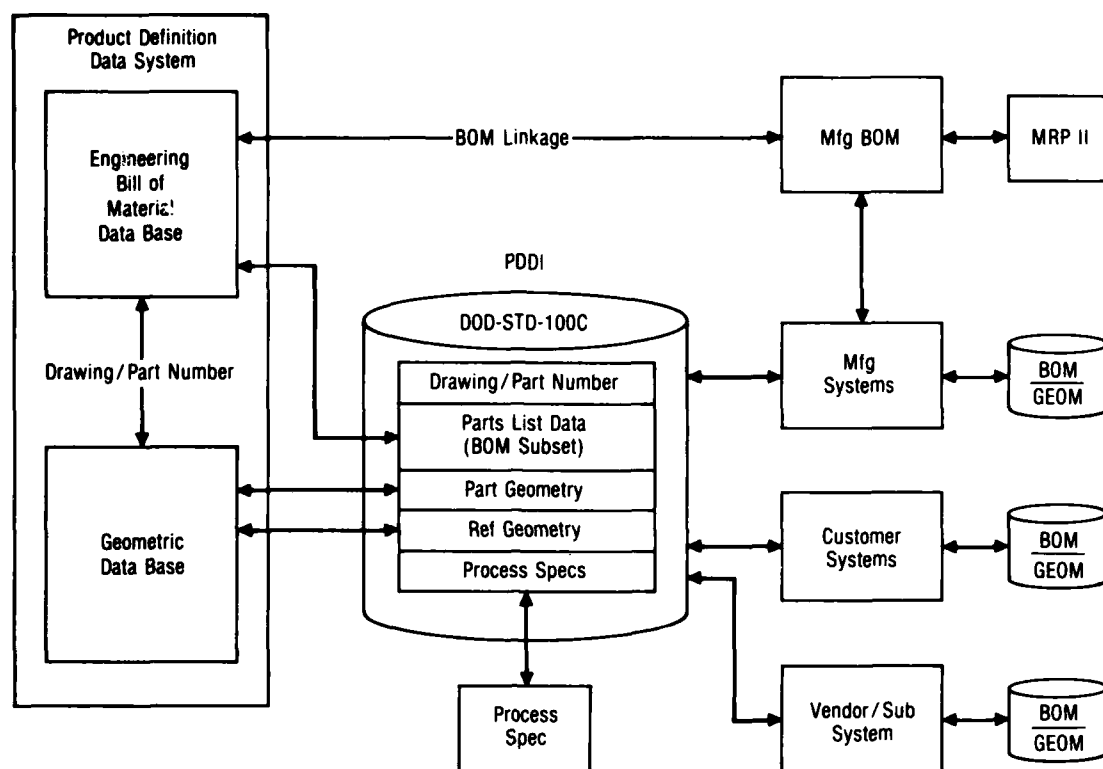 Product Definition
Data System
Engineering
Bill of
Material
Data Base
BOM Linkage
Mfg BOM
MRP II
Drawing/Part Number
Geometric
Data Base
PDDI
DOD-STD-100C
Drawing/Part Number
Parts List Data
(BOM Subset)
Part Geometry
Ref Geometry
Process Specs
Process
Spec
Mfg
Systems
BOM
GEOM
Customer
Systems
BOM
GEOM
Vendor/Sub
System
BOM
GEOM